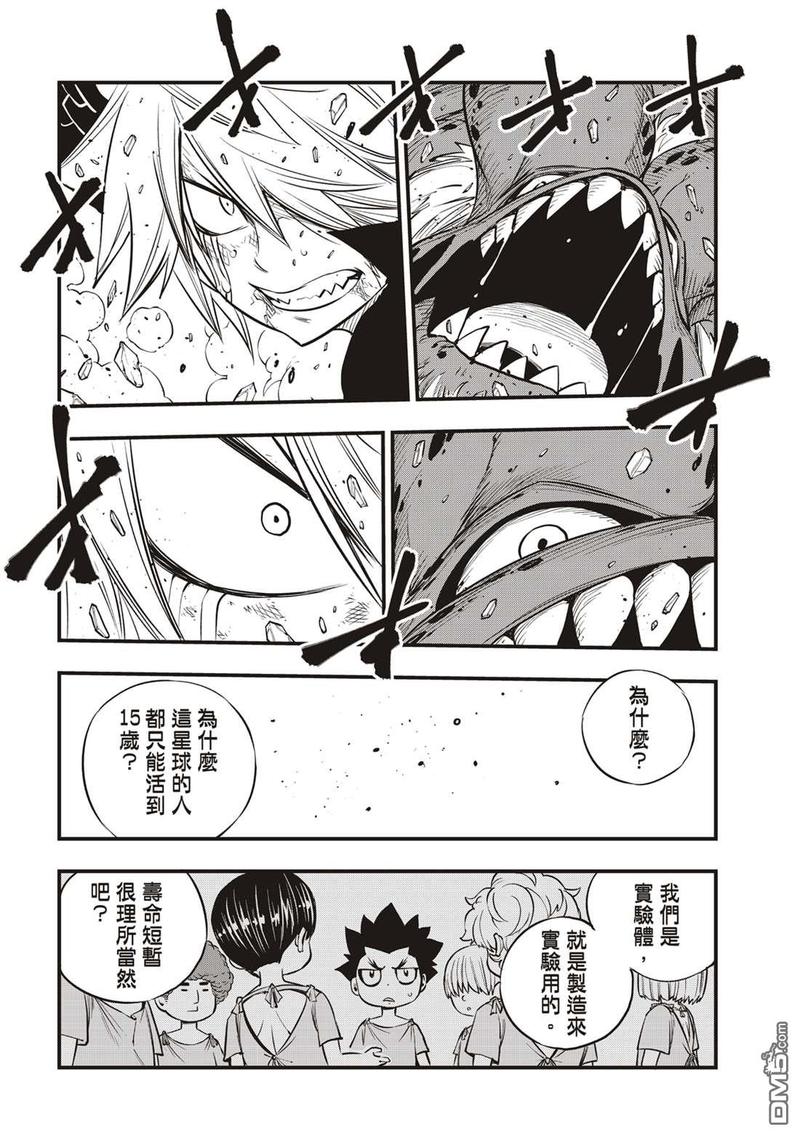 為什麼？
為什麼
這星球的人
都只能活到
15歲？
我們是
實驗體，
就是製造來
實驗用的。
壽命短暫
很理所當然
吧？
DM5.com